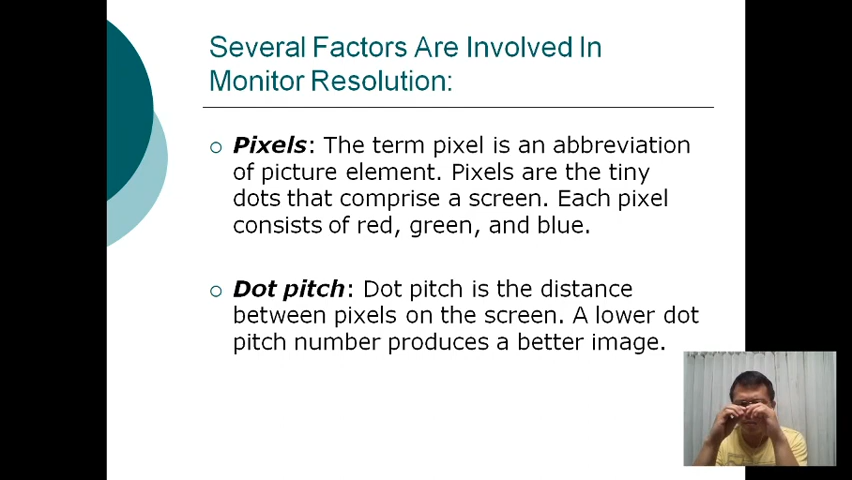 Several Factors Are Involved In
Monitor Resolution:
Pixels: The term pixel is an abbreviation
of picture element. Pixels are the tiny
dots that comprise a screen. Each pixel
consists of red, green, and blue.
Dot pitch: Dot pitch is the distance
between pixels on the screen. A lower dot
pitch number produces a better image.